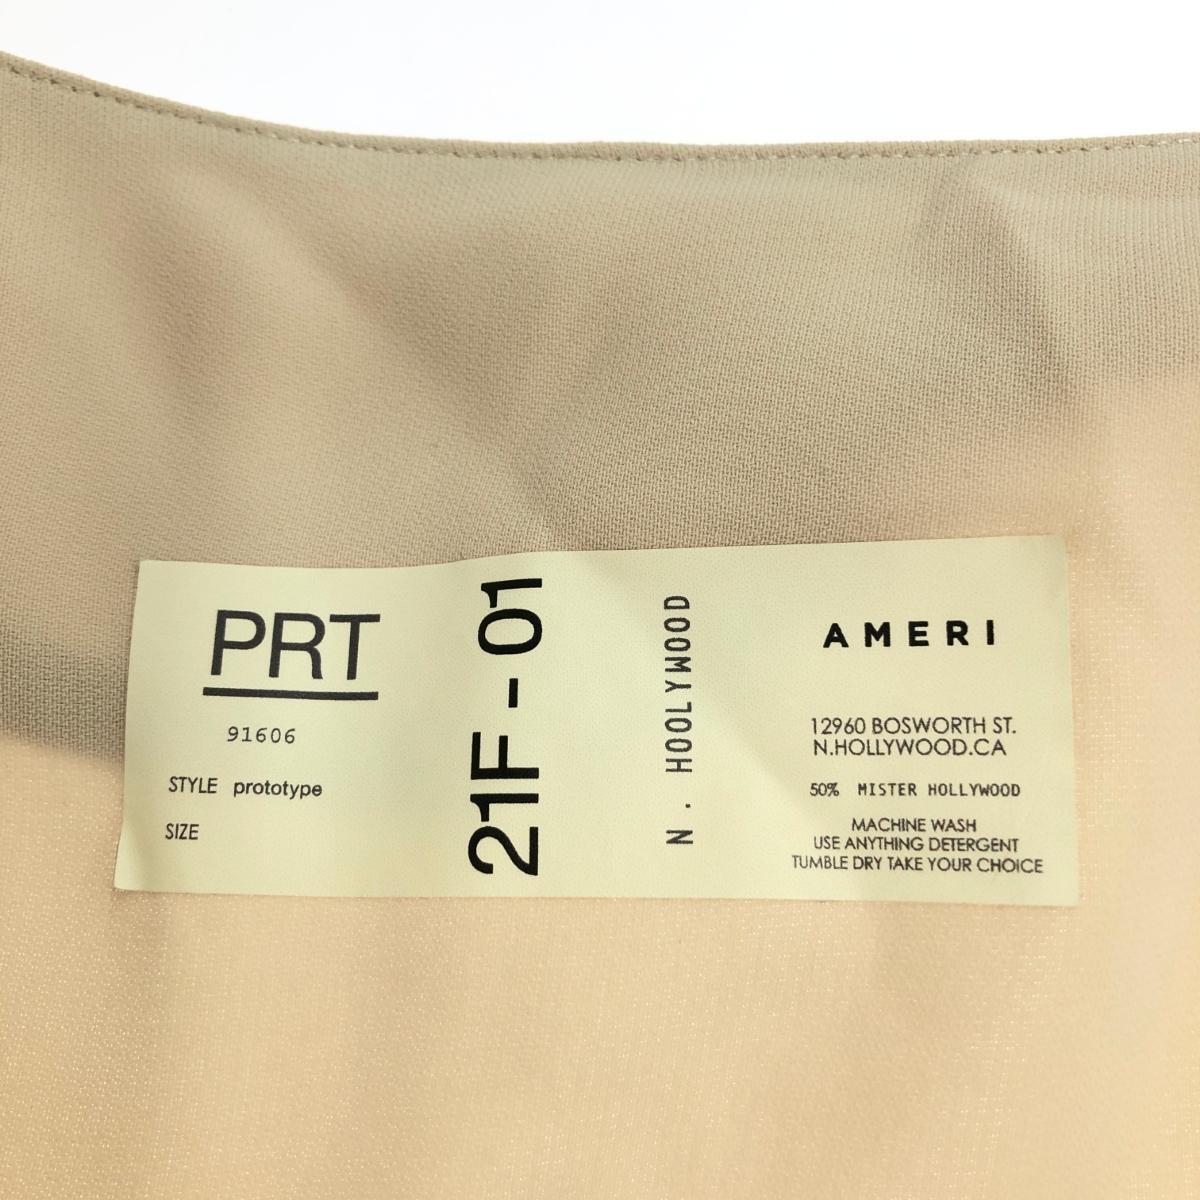 PRT
91606
STYLE prototype
SIZE
21F - 01
N. HOOLYWOOD
AMERI
12960 BOSWORTH ST.
N.HOLLYWOOD.CA
50% MISTER HOLLYWOOD
MACHINE WASH
USE ANYTHING DETERGENT
TUMBLE DRY TAKE YOUR CHOICE